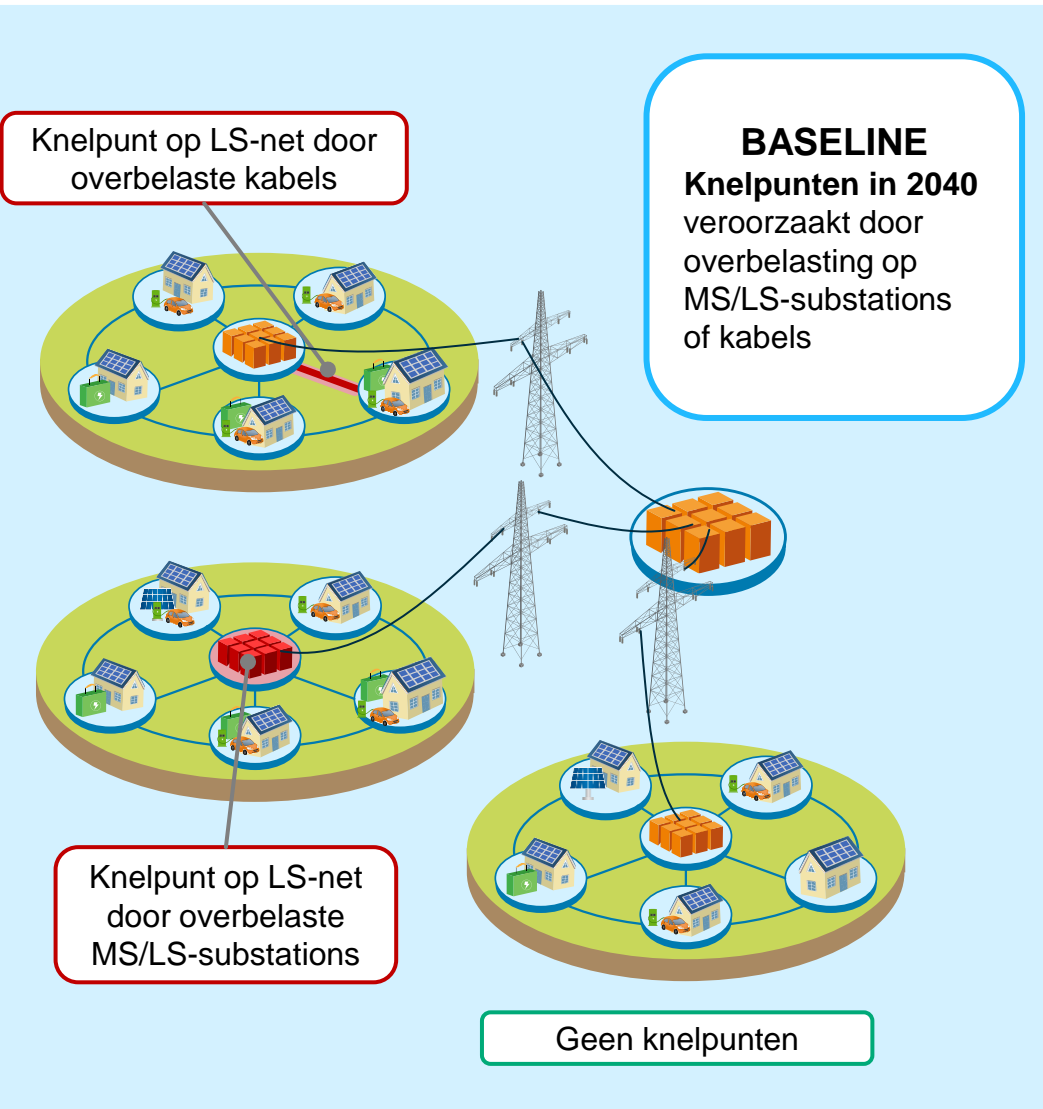 BASELINE
Knelpunten in 2040
veroorzaakt door
overbelasting op
MS/LS-substations
of kabels
Knelpunt op LS-net door
overbelaste kabels
Knelpunt op LS-net
door overbelaste
MS/LS-substations
Geen knelpunten